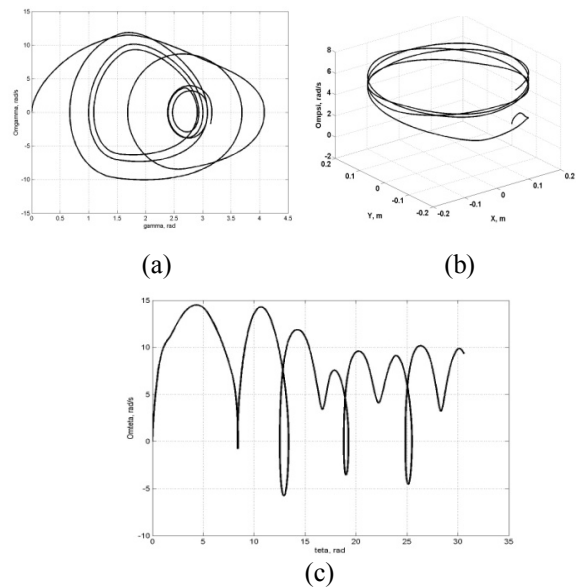 15
10
5
0
-5
-10
-15
0 0.5 1 1.5 2 2.5 3 3.5 4 4.5
Omgamma, rad/s
gamma, rad
(a)
8
6
4
2
0
-2
Ompsi, rad/s
0.2
0.1
0
-0.1
-0.2
Y, m
-0.2
-0.1
0
0.1
0.2
X, m
(b)
15
10
5
0
-5
-10
0 5 10 15 20 25 30 35
Omteta, rad/s
teta, rad
(c)